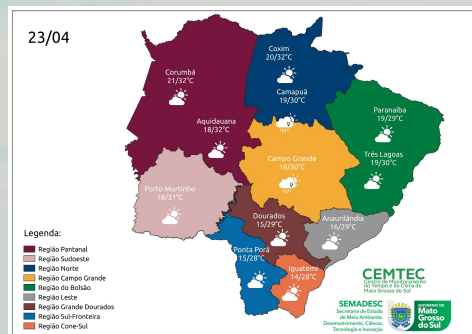 23/04
Coxim
20/32°C
Corumbá
21/32°C
Camapuã
19/30°C
Paranaíba
19/29°C
Aquidauana
18/32°C
Campo Grande
18/30°C
Três Lagoas
19/30°C
Porto Murtinho
18/31°C
Dourados
15/29°C
Anaurilândia
16/29°C
Ponta Porã
15/28°C
Iguatemi
14/28°C
Legenda:
Região Pantanal
Região Sudoeste
Região Norte
Região Campo Grande
Região do Bolsão
Região Leste
Região Grande Dourados
Região Sul-Fronteira
Região Cone-Sul
CEMTEC
Centro de Monitoramento
do Tempo e do Clima de
Mato Grosso do Sul
SEMADESC
Secretaria de Estado
de Meio Ambiente,
Desenvolvimento, Ciência,
Tecnologia e Inovação
GOVERNO DE
Mato
Grosso
do Sul